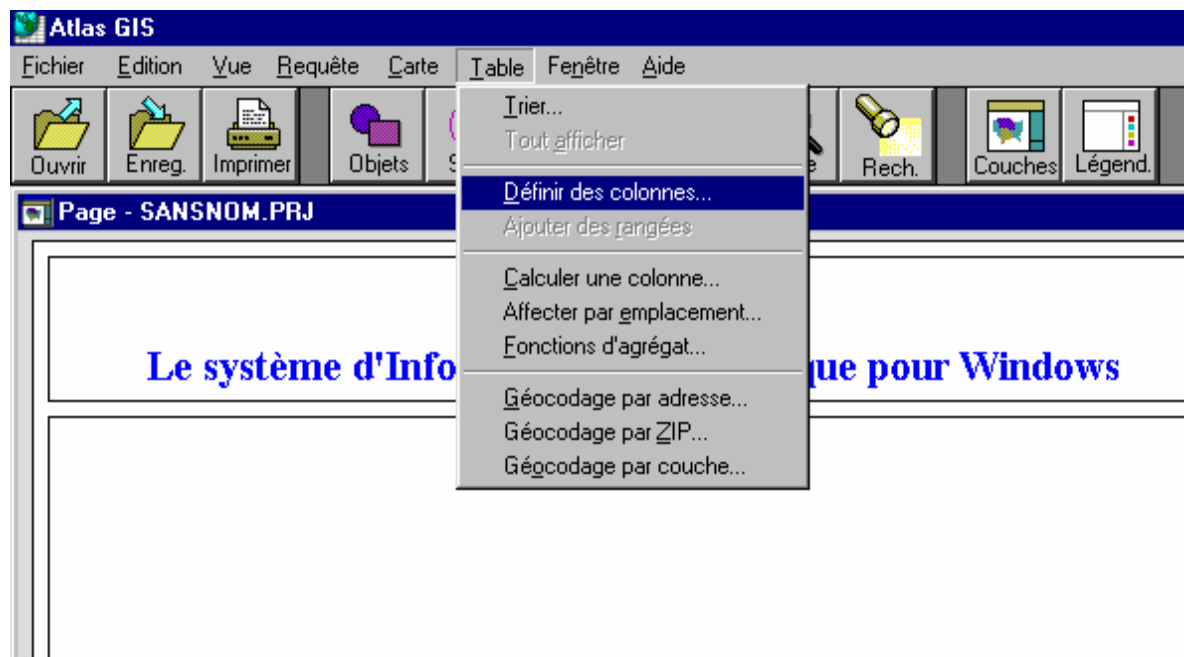 Atlas GIS
Fichier Edition Vue Requête Carte Table Fenêtre Aide
Ouvrir Enreg. Imprimer Objets Rech. Couches Légend.
Page - SANSNOM.PRJ
Trier...
Tout afficher
Définir des colonnes...
Ajouter des rangées
Calculer une colonne...
Affecter par emplacement...
Fonctions d'agrégat...
Géocodage par adresse...
Géocodage par ZIP...
Géocodage par couche...
Le système d'Info que pour Windows